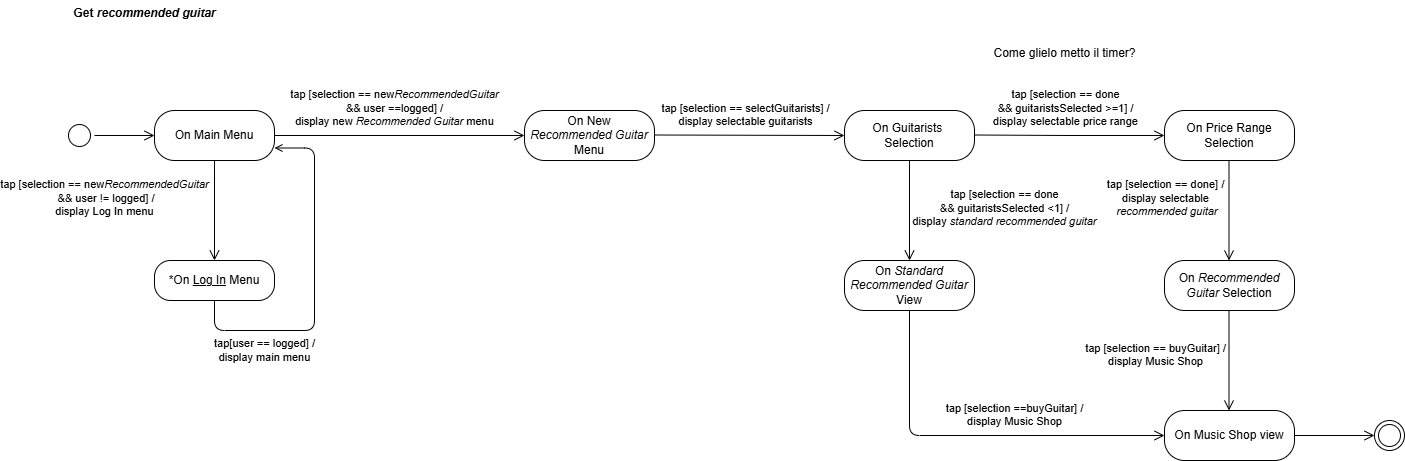 Get recommended guitar
Come glielo metto il timer?
tap [selection == newRecommendedGuitar
&& user ==logged] /
display new Recommended Guitar menu
tap [selection == selectGuitarists] /
display selectable guitarists
tap [selection == done
&& guitaristsSelected >=1] /
display selectable price range
On Main Menu
On New
Recommended Guitar
Menu
On Guitarists
Selection
On Price Range
Selection
tap [selection == newRecommendedGuitar
&& user != logged] /
display Log In menu
tap [selection == done
&& guitaristsSelected <1] /
display standard recommended guitar
tap [selection == done] /
display selectable
recommended guitar
*On Log In Menu
On Standard
Recommended Guitar
View
On Recommended
Guitar Selection
tap[user == logged] /
display main menu
tap [selection == buyGuitar] /
display Music Shop
tap [selection ==buyGuitar] /
display Music Shop
On Music Shop view